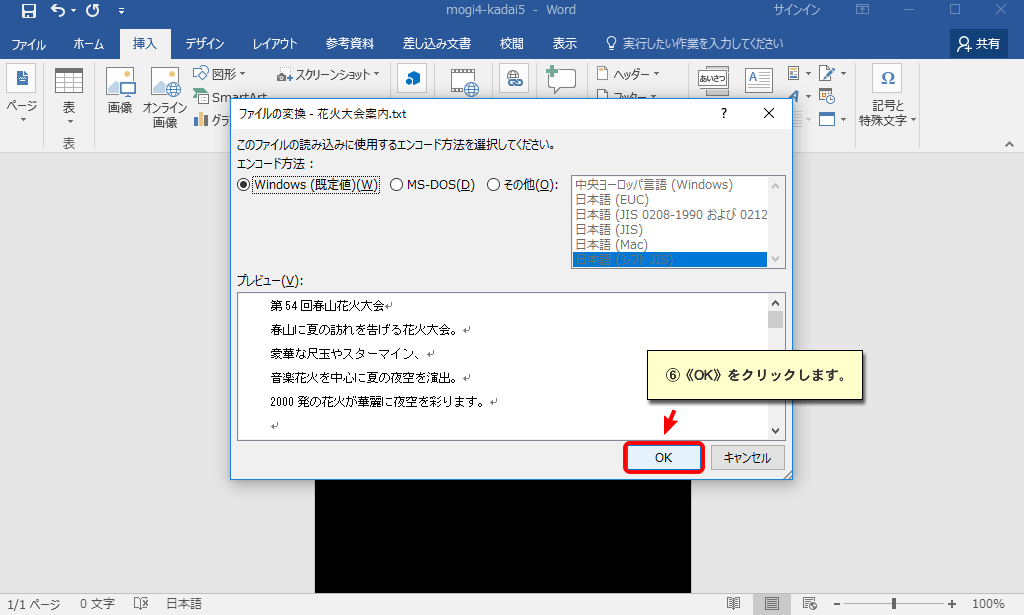 mogi4-kadai5 - Word
サインイン
ファイル ホーム 挿入 デザイン レイアウト 参考資料 差し込み文書 校閲 表示 実行したい作業を入力してください 共有
ページ
表
画像
オンライン
画像
図形
SmartArt
スクリーンショット
ヘッダー
フッター
あいさつ
記号と
特殊文字
表
ファイルの変換 - 花火大会案内.txt
このファイルの読み込みに使用するエンコード方法を選択してください。
エンコード方法:
Windows (既定値)(W) MS-DOS(D) その他(O):
中央ヨーロッパ言語 (Windows)
日本語 (EUC)
日本語 (JIS 0208-1990 および 0212
日本語 (JIS)
日本語 (Mac)
日本語 (シフト JIS)
プレビュー(V):
第 54 回春山花火大会↵
春山に夏の訪れを告げる花火大会。↵
豪華な尺玉やスターマイン、↵
音楽花火を中心に夏の夜空を演出。↵
2000 発の花火が華麗に夜空を彩ります。↵
↵
⑥《OK》をクリックします。
OK キャンセル
1/1 ページ 0 文字 日本語 100%